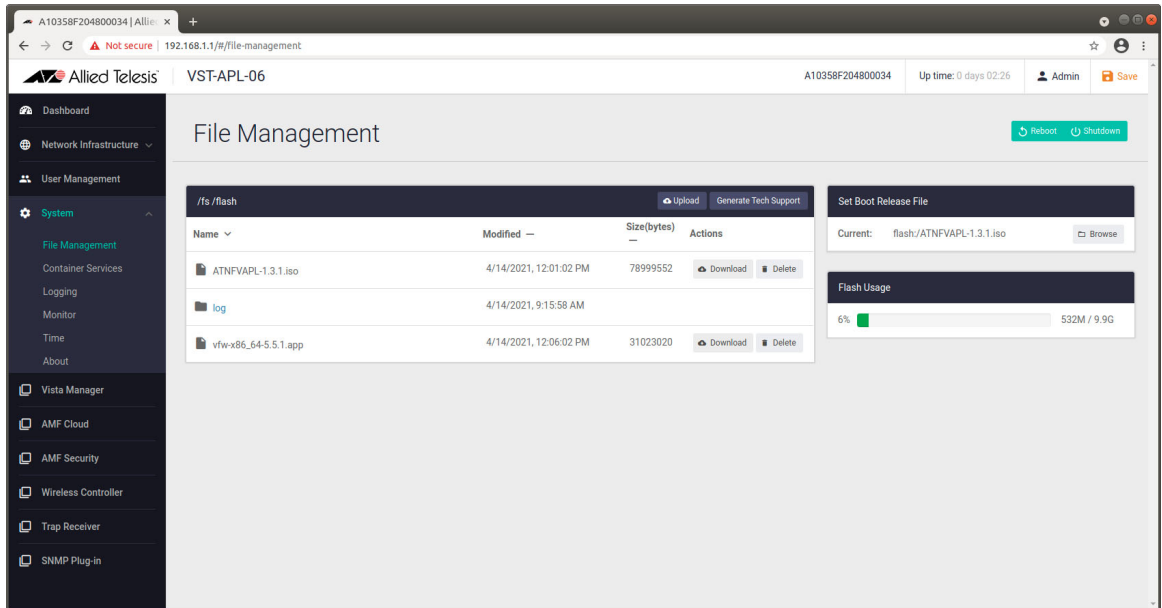 A10358F204800034 | Allie
Not secure | 192.168.1.1/#/file-management
Allied Telesis VST-APL-06 A10358F204800034 Up time: 0 days 02:26 Admin Save
Dashboard
Network Infrastructure
User Management
System
File Management
Container Services
Logging
Monitor
Time
About
Vista Manager
AMF Cloud
AMF Security
Wireless Controller
Trap Receiver
SNMP Plug-in
File Management
Reboot Shutdown
/fs /flash Upload Generate Tech Support
Name Modified — Size(bytes) — Actions
ATNFVAPL-1.3.1.iso 4/14/2021, 12:01:02 PM 78999552 Download Delete
log 4/14/2021, 9:15:58 AM
vfw-x86_64-5.5.1.app 4/14/2021, 12:06:02 PM 31023020 Download Delete
Set Boot Release File
Current: flash:/ATNFVAPL-1.3.1.iso Browse
Flash Usage
6% 532M / 9.9G